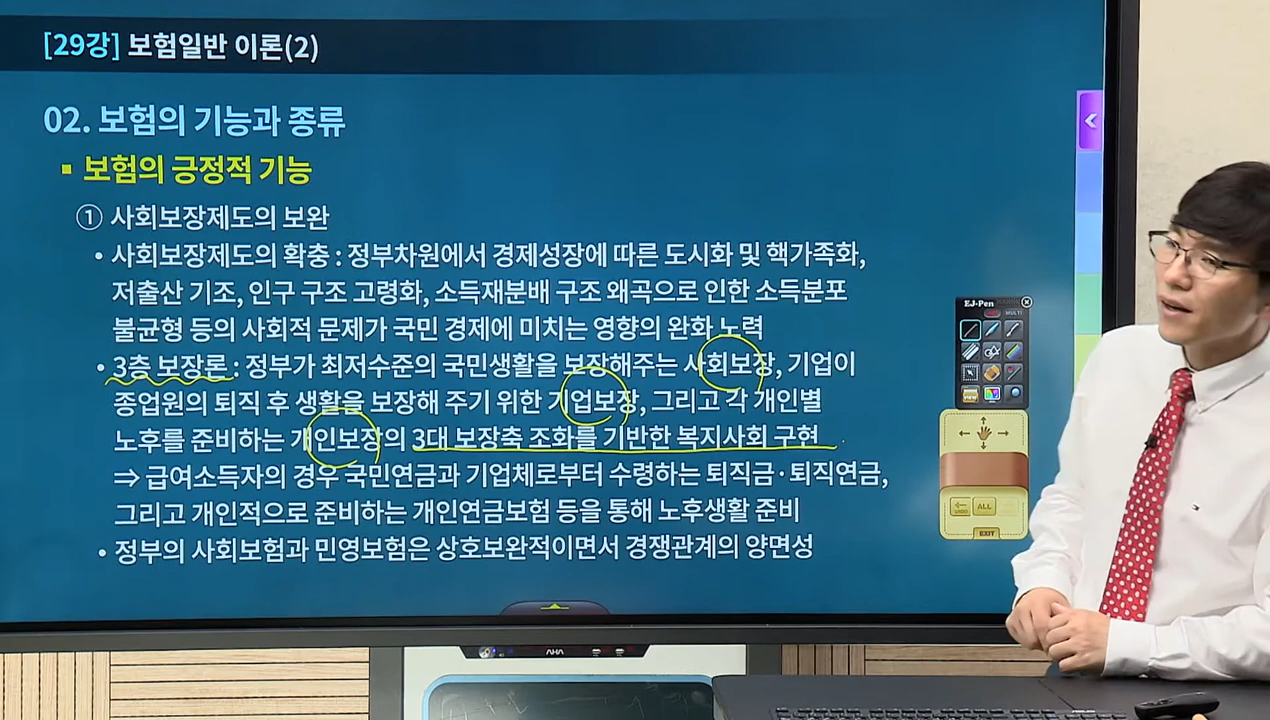 [29강] 보험일반 이론(2)
02. 보험의 기능과 종류
▪ 보험의 긍정적 기능
① 사회보장제도의 보완
• 사회보장제도의 확충 : 정부차원에서 경제성장에 따른 도시화 및 핵가족화,
저출산 기조, 인구 구조 고령화, 소득재분배 구조 왜곡으로 인한 소득분포
불균형 등의 사회적 문제가 국민 경제에 미치는 영향의 완화 노력
• 3층 보장론 : 정부가 최저수준의 국민생활을 보장해주는 사회보장, 기업이
종업원의 퇴직 후 생활을 보장해 주기 위한 기업보장, 그리고 각 개인별
노후를 준비하는 개인보장의 3대 보장축 조화를 기반한 복지사회 구현
⇒ 급여소득자의 경우 국민연금과 기업체로부터 수령하는 퇴직금·퇴직연금,
그리고 개인적으로 준비하는 개인연금보험 등을 통해 노후생활 준비
• 정부의 사회보험과 민영보험은 상호보완적이면서 경쟁관계의 양면성
EJ-Pen
MULTI
ALL
EXIT
AHA